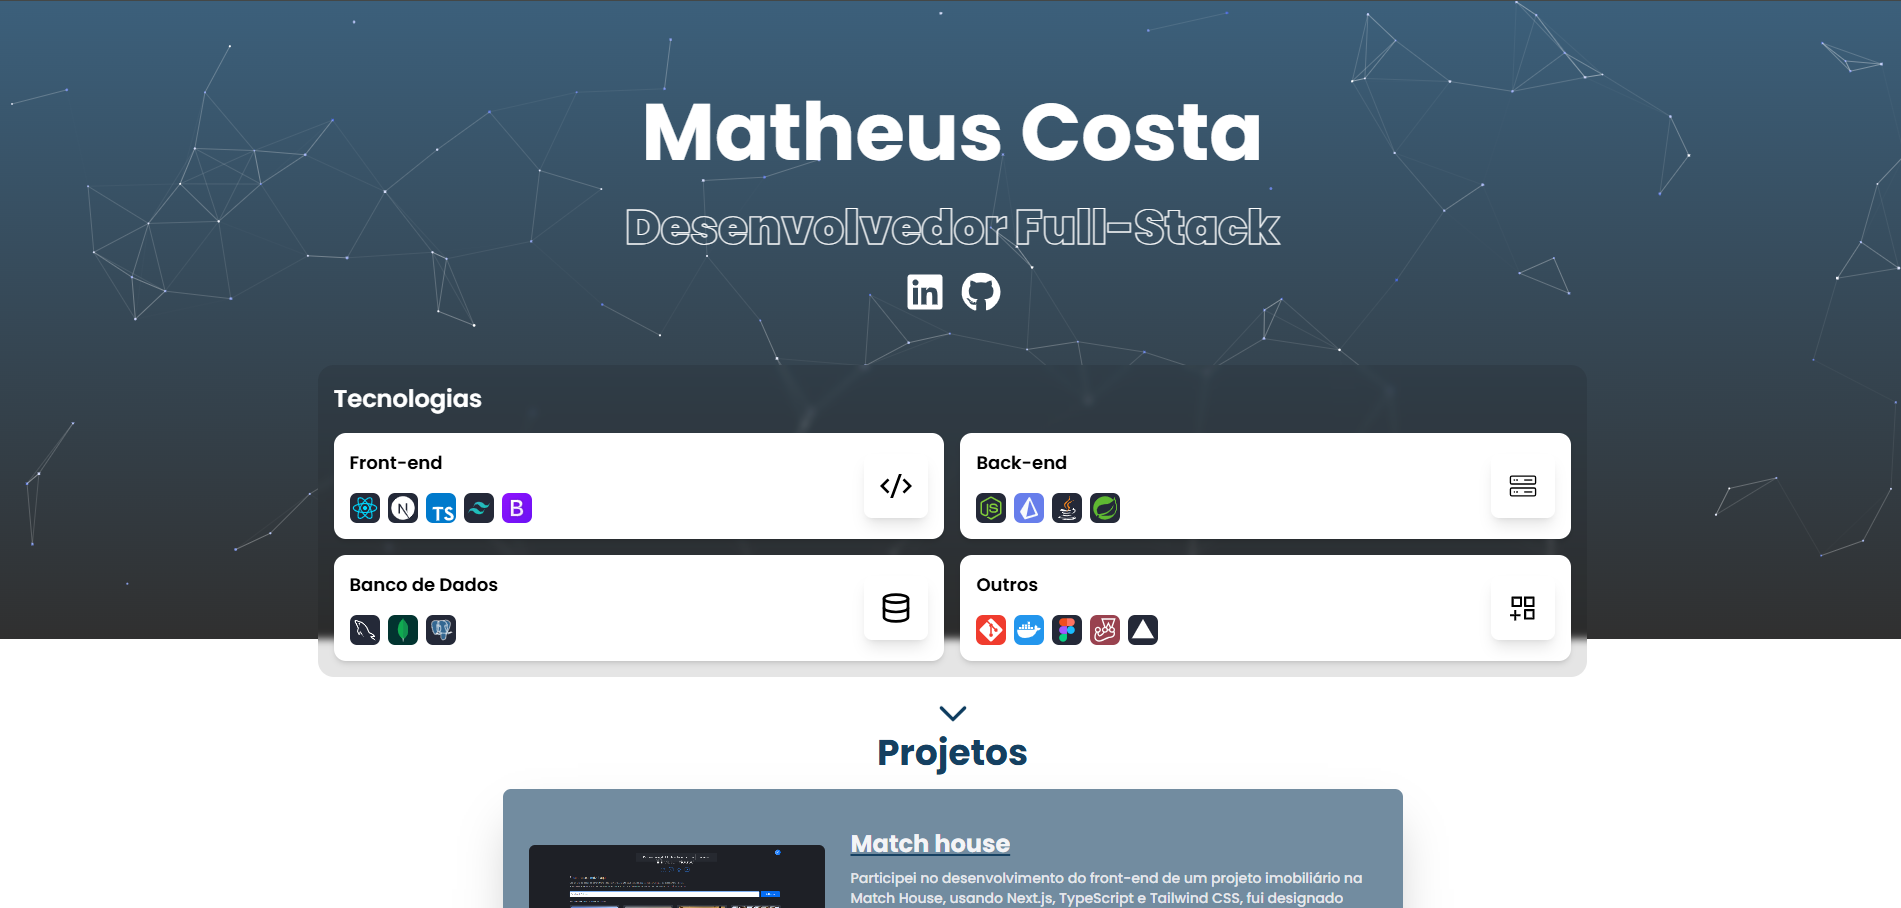 Matheus Costa
Desenvolvedor Full-Stack
in
Tecnologias
Front-end
Back-end
N
TS
B
JS
Banco de Dados
Outros
Projetos
Match house
Participei no desenvolvimento do front-end de um projeto imobiliário na
Match House, usando Next.js, TypeScript e Tailwind CSS, fui designado